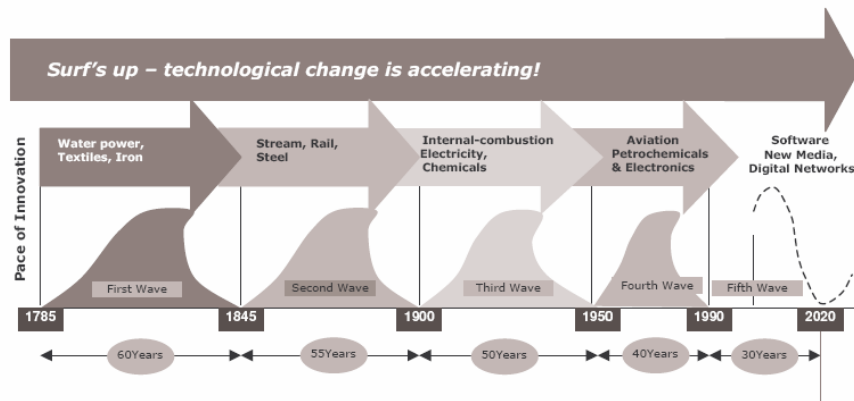 Surf's up – technological change is accelerating!
Pace of Innovation
Water power,
Textiles, Iron
Stream, Rail,
Steel
Internal-combustion
Electricity,
Chemicals
Aviation
Petrochemicals
& Electronics
Software
New Media,
Digital Networks
First Wave
Second Wave
Third Wave
Fourth Wave
Fifth Wave
1785
1845
1900
1950
1990
2020
60Years
55Years
50Years
40Years
30Years